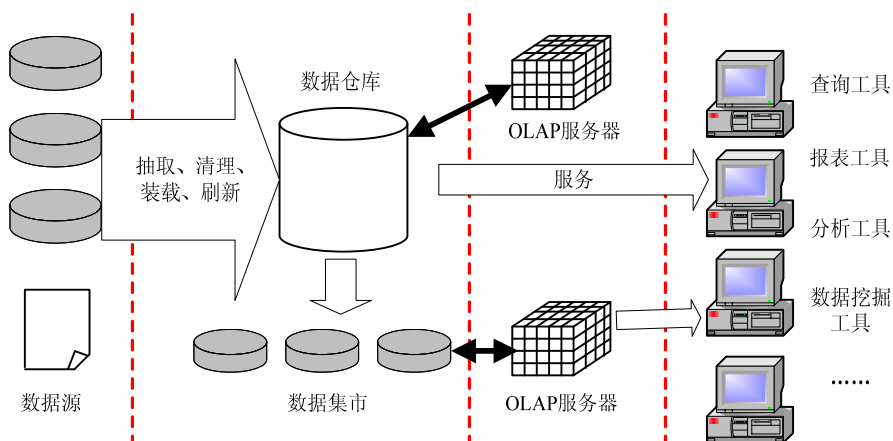 数据仓库
OLAP服务器
查询工具
报表工具
抽取、清理、
装载、刷新
服务
分析工具
数据挖掘
工具
数据源
数据集市
OLAP服务器
……